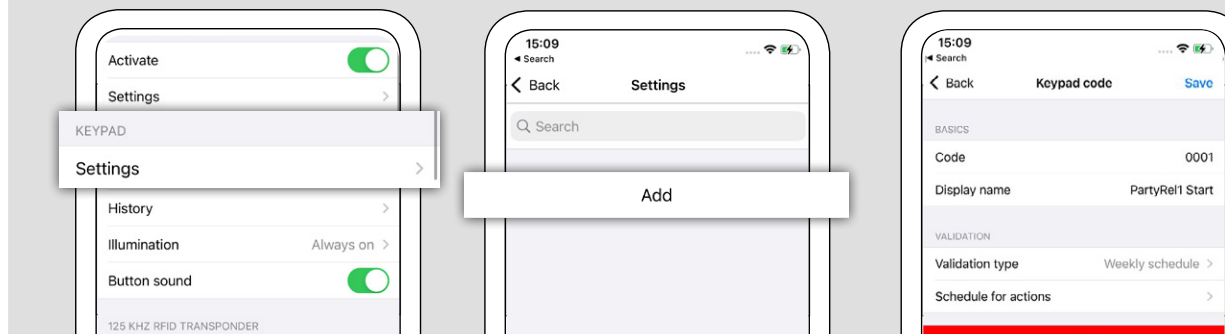 Activate
Settings
KEYPAD
Settings
History
Illumination Always on
Button sound
125 KHZ RFID TRANSPONDER
15:09
Search
Back Settings
Search
Add
15:09
Search
Back Keypad code Save
BASICS
Code 0001
Display name PartyRel1 Start
VALIDATION
Validation type Weekly schedule
Schedule for actions